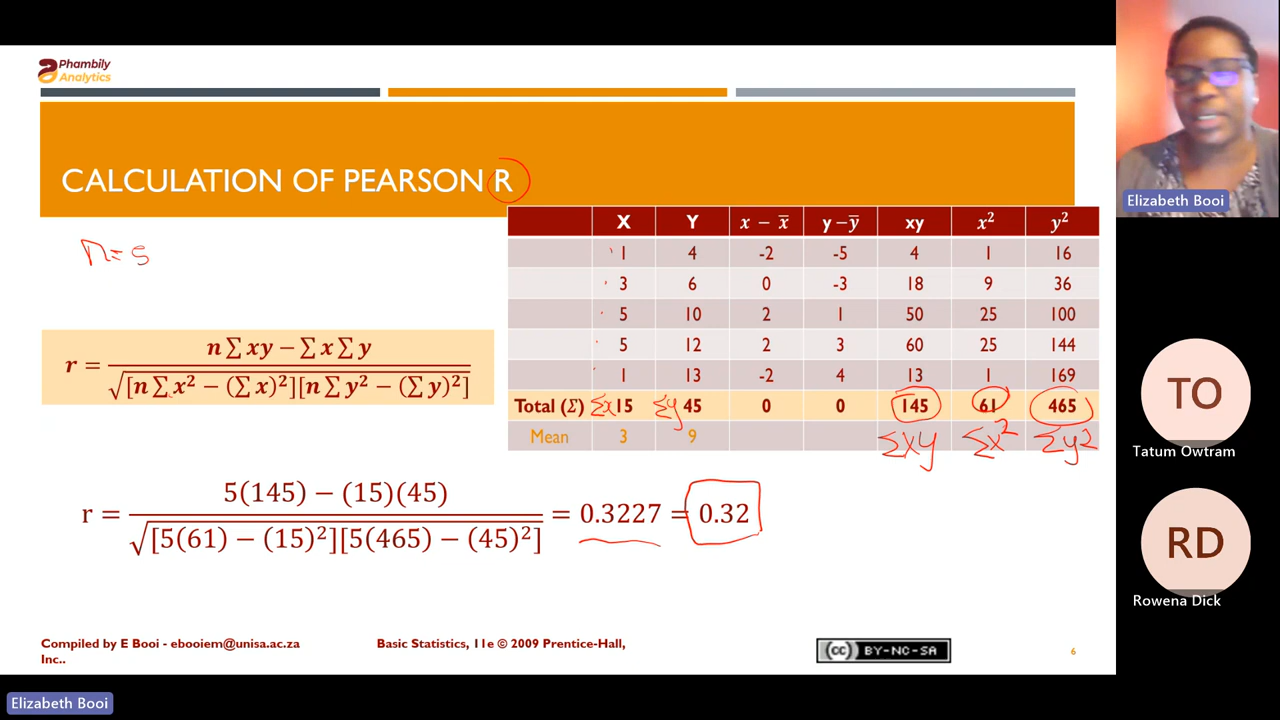 Phambily
Analytics
CALCULATION OF PEARSON R
n=5
X Y x − x̄ y − ȳ xy x² y²
1 4 -2 -5 4 1 16
3 6 0 -3 18 9 36
5 10 2 1 50 25 100
5 12 2 3 60 25 144
1 13 -2 4 13 1 169
Total (Σ) Σx 15 Σy 45 0 0 145 61 465
Mean 3 9
Σxy Σx² Σy2
r = n∑xy − ∑x∑y / √[n∑x² − (∑x)²][n∑y² − (∑y)²]
r = 5(145) − (15)(45) / √[5(61) − (15)²][5(465) − (45)²] = 0.3227 = 0.32
Compiled by E Booi - ebooiem@unisa.ac.za Basic Statistics, 11e © 2009 Prentice-Hall,
Inc..
cc BY-NC-SA
6
Elizabeth Booi
TO
Tatum Owtram
RD
Rowena Dick
Elizabeth Booi